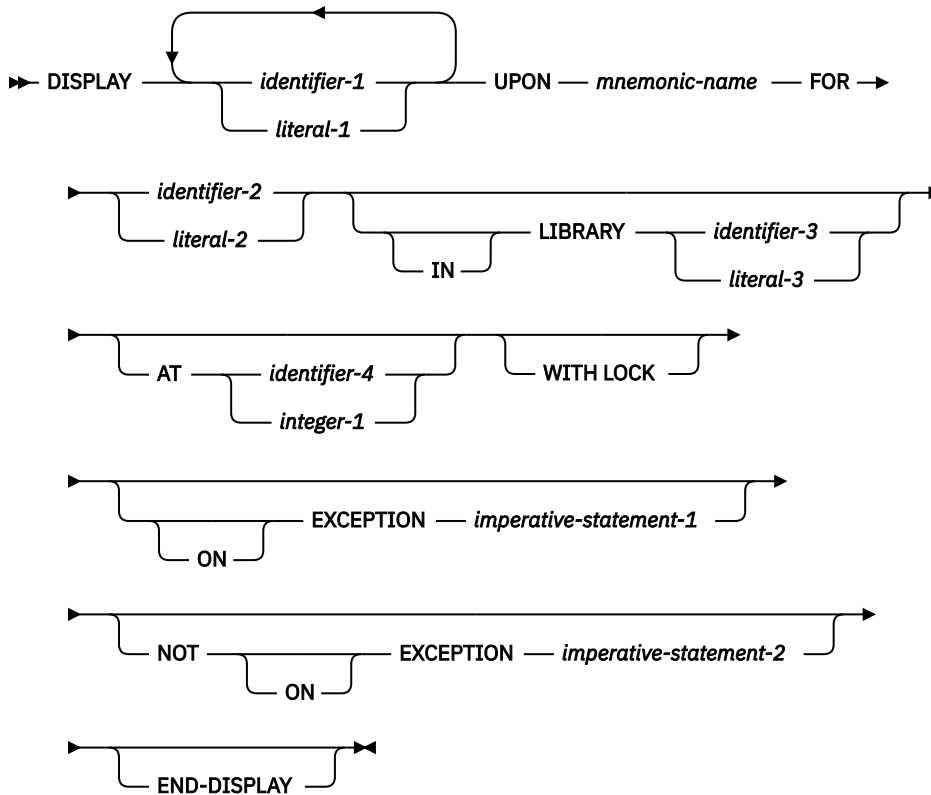 DISPLAY identifier-1 UPON mnemonic-name FOR
literal-1
identifier-2
literal-2
LIBRARY identifier-3
IN literal-3
AT identifier-4 WITH LOCK
integer-1
EXCEPTION imperative-statement-1
ON
NOT EXCEPTION imperative-statement-2
ON
END-DISPLAY